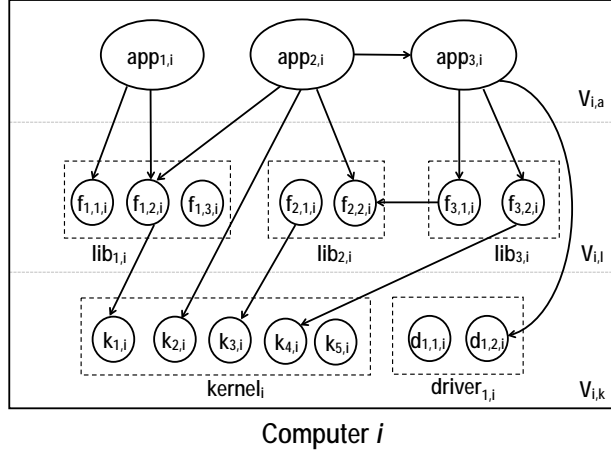 app1,i app2,i app3,i
Vi,a
f1,1,i f1,2,i f1,3,i f2,1,i f2,2,i f3,1,i f3,2,i
lib1,i lib2,i lib3,i Vi,l
k1,i k2,i k3,i k4,i k5,i d1,1,i d1,2,i
kerneli driver1,i Vi,k
Computer i